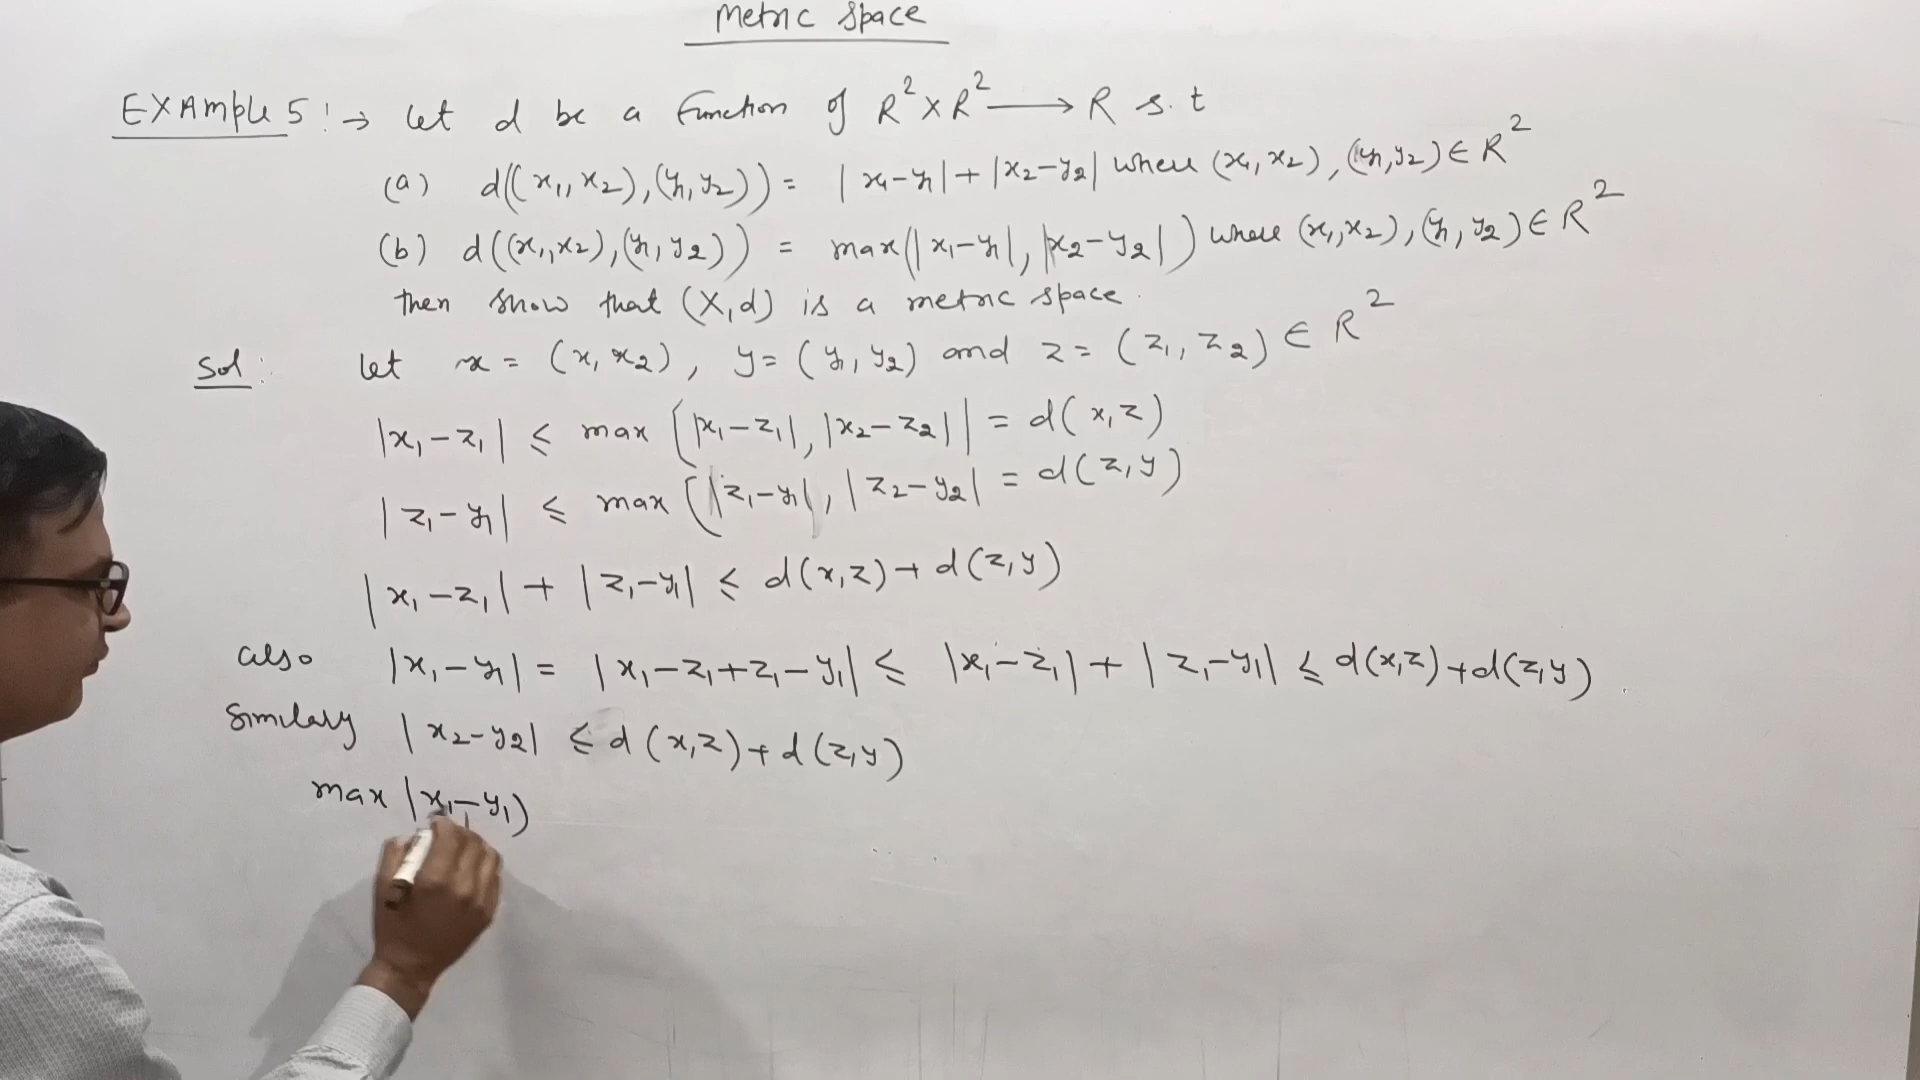 Metric Space
EXAMple 5:→ let d be a function of R² × R² ⟶ R s.t
(a) d((x₁, x₂), (y₁, y₂)) = |x₁-y₁| + |x₂-y₂| where (x₁, x₂), (y₁, y₂) ∈ R²
(b) d((x₁, x₂), (y₁, y₂)) = max(|x₁-y₁|, |x₂-y₂|) where (x₁, x₂), (y₁, y₂) ∈ R²
then show that (X, d) is a metric space.
Sol: let x = (x, x₂), y = (y₁, y₂) and z = (z₁, z₂) ∈ R²
|x₁-z₁| ≤ max (|x₁-z₁|, |x₂-z₂|| = d(x, z)
|z₁-y₁| ≤ max (|z₁-y₁|, |z₂-y₂| = d(z, y)
|x₁-z₁| + |z₁-y₁| ≤ d(x, z) + d(z, y)
also |x₁-y₁| = |x₁-z₁+z₁-y₁| ≤ |x₁-z₁| + |z₁-y₁| ≤ d(x, z) + d(z, y)
Similary |x₂-y₂| ≤ d(x, z) + d(z, y)
max |x₁-y₁)